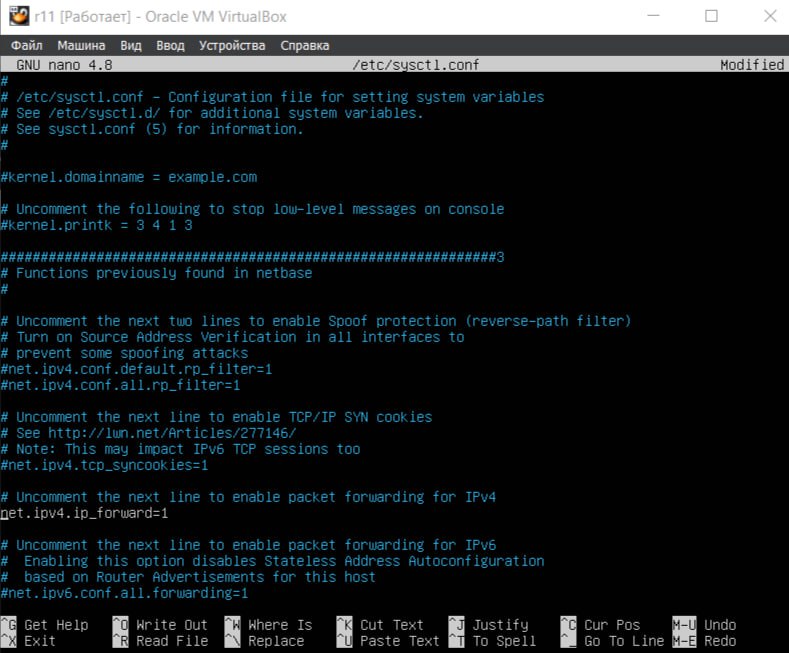 r11 [Работает] - Oracle VM VirtualBox
Файл Машина Вид Ввод Устройства Справка
GNU nano 4.8 /etc/sysctl.conf Modified
#
# /etc/sysctl.conf - Configuration file for setting system variables
# See /etc/sysctl.d/ for additional system variables.
# See sysctl.conf (5) for information.
#
#kernel.domainname = example.com
# Uncomment the following to stop low-level messages on console
#kernel.printk = 3 4 1 3
##############################################################3
# Functions previously found in netbase
#
# Uncomment the next two lines to enable Spoof protection (reverse-path filter)
# Turn on Source Address Verification in all interfaces to
# prevent some spoofing attacks
#net.ipv4.conf.default.rp_filter=1
#net.ipv4.conf.all.rp_filter=1
# Uncomment the next line to enable TCP/IP SYN cookies
# See http://lwn.net/Articles/277146/
# Note: This may impact IPv6 TCP sessions too
#net.ipv4.tcp_syncookies=1
# Uncomment the next line to enable packet forwarding for IPv4
net.ipv4.ip_forward=1
# Uncomment the next line to enable packet forwarding for IPv6
#  Enabling this option disables Stateless Address Autoconfiguration
#  based on Router Advertisements for this host
#net.ipv6.conf.all.forwarding=1
^G Get Help ^O Write Out ^W Where Is ^K Cut Text ^J Justify ^C Cur Pos M-U Undo
^X Exit ^R Read File ^\ Replace ^U Paste Text ^T To Spell ^_ Go To Line M-E Redo